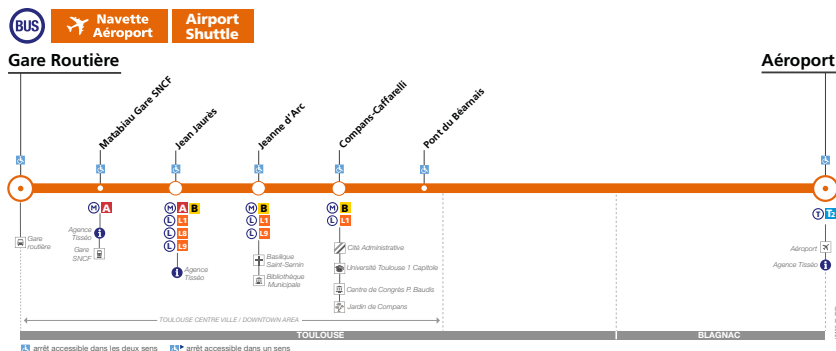 BUS
Navette
Aéroport
Airport
Shuttle
Gare Routière
Matabiau Gare SNCF
Jean Jaurès
Jeanne d'Arc
Compans-Caffarelli
Pont du Béarnais
Aéroport
M A
M A B
L L1
L L8
L L9
M B
L L1
L L9
M B
L L1
T T2
Gare
routière
Agence
Tisséo
Gare
SNCF
Agence
Tisséo
Basilique
Saint-Sernin
Bibliothèque
Municipale
Cité Administrative
Université Toulouse 1 Capitole
Centre de Congrès P. Baudis
Jardin de Compans
Aéroport
Agence Tisséo
TOULOUSE CENTRE VILLE / DOWNTOWN AREA
TOULOUSE
BLAGNAC
arrêt accessible dans les deux sens
arrêt accessible dans un sens